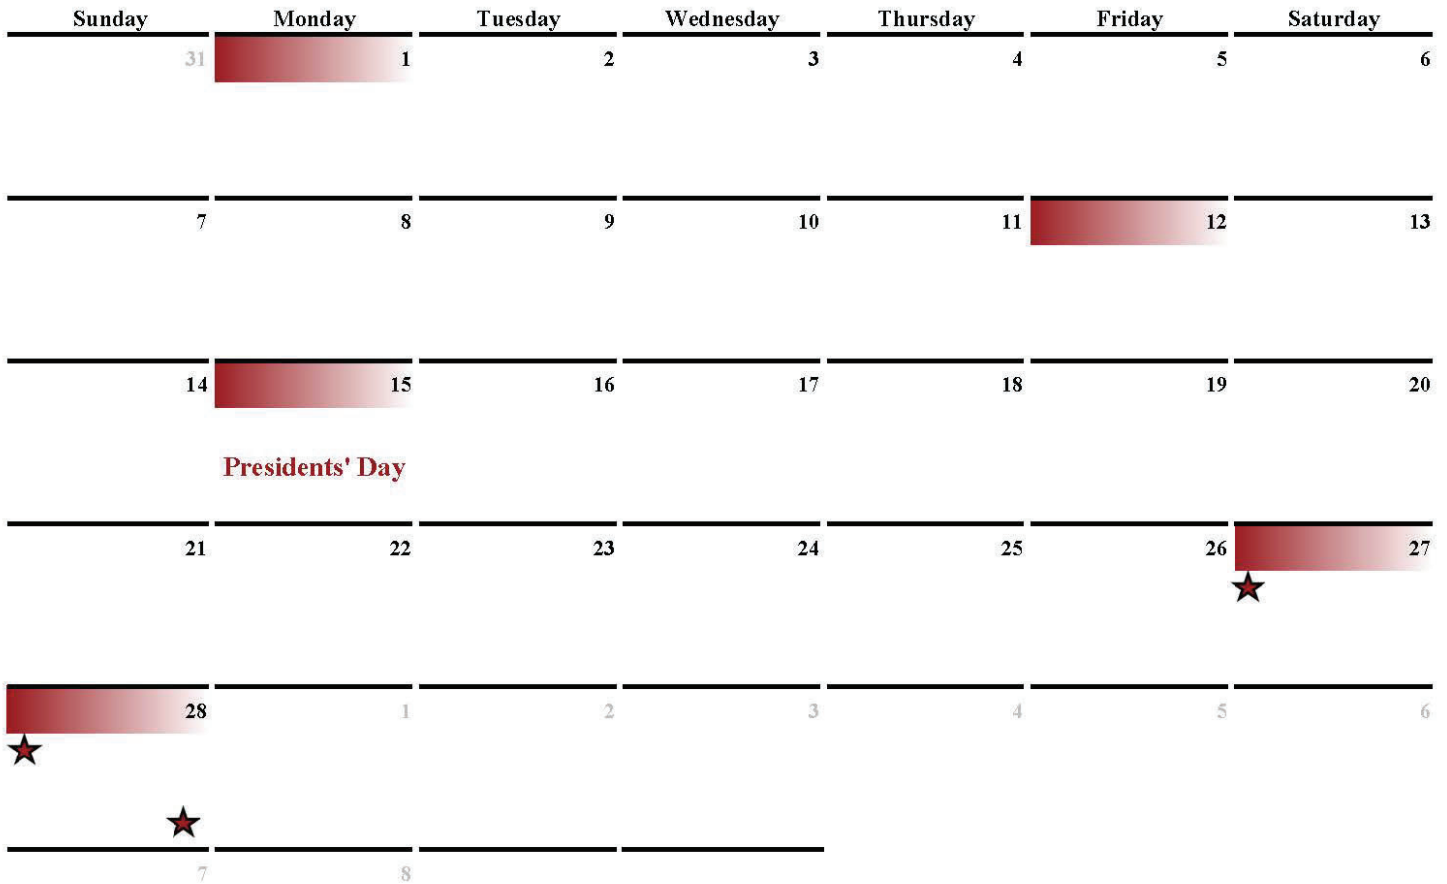 Sunday Monday Tuesday Wednesday Thursday Friday Saturday
31 1 2 3 4 5 6
7 8 9 10 11 12 13
14 15 16 17 18 19 20
Presidents' Day
21 22 23 24 25 26 27
28 1 2 3 4 5 6
7 8